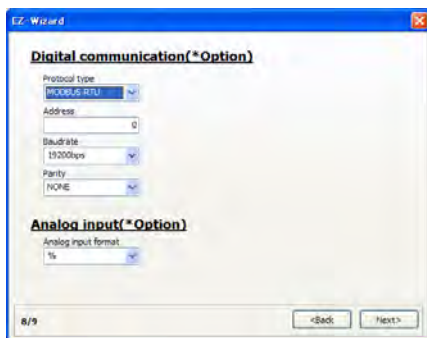 EZ-Wizard
Digital communication(*Option)
Protocol type
MODBUS RTU
Address
0
Baudrate
19200bps
Parity
NONE
Analog input(*Option)
Analog input format
%
8/9
<Back Next>